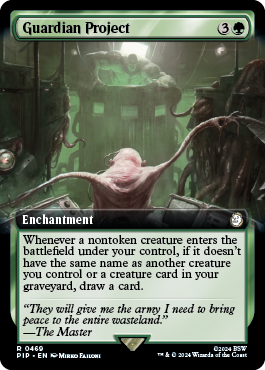 Guardian Project 3
Enchantment
Whenever a nontoken creature enters the
battlefield under your control, if it doesn't
have the same name as another creature
you control or a creature card in your
graveyard, draw a card.
"They will give me the army I need to bring
peace to the entire wasteland."
—The Master
R 0469
PIP • EN Mirko Failoni
©2024 BSW
™ & © 2024 Wizards of the Coast